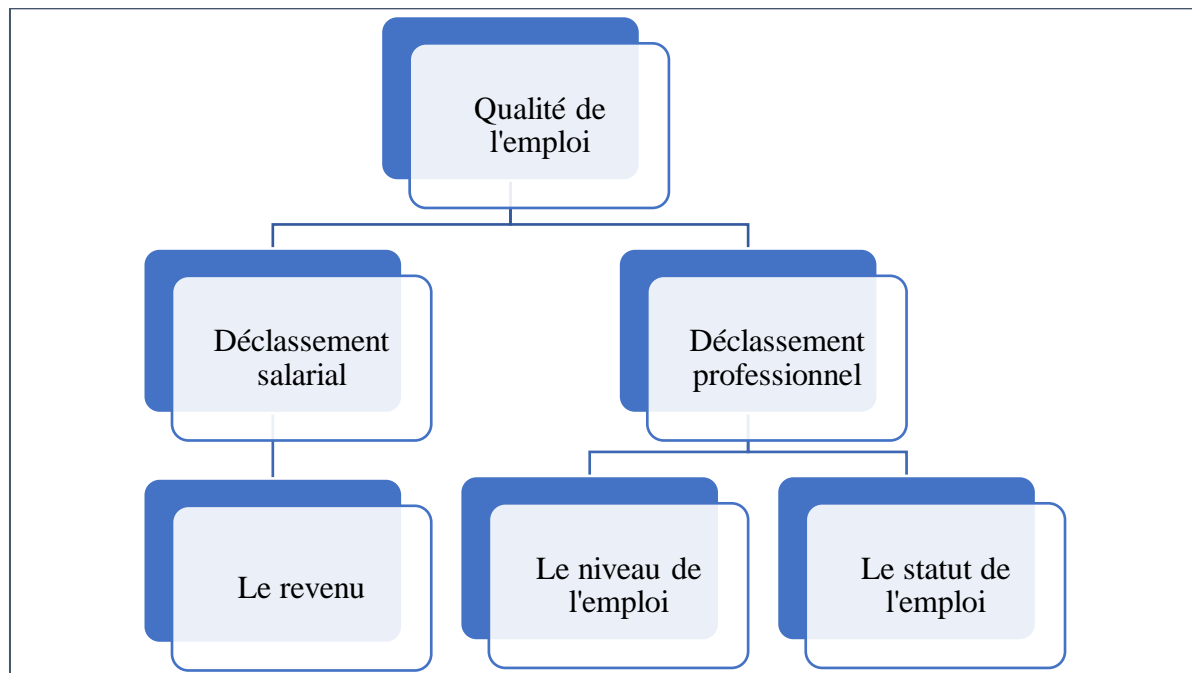 Qualité de
l'emploi
Déclassement
salarial
Déclassement
professionnel
Le revenu
Le niveau de
l'emploi
Le statut de
l'emploi